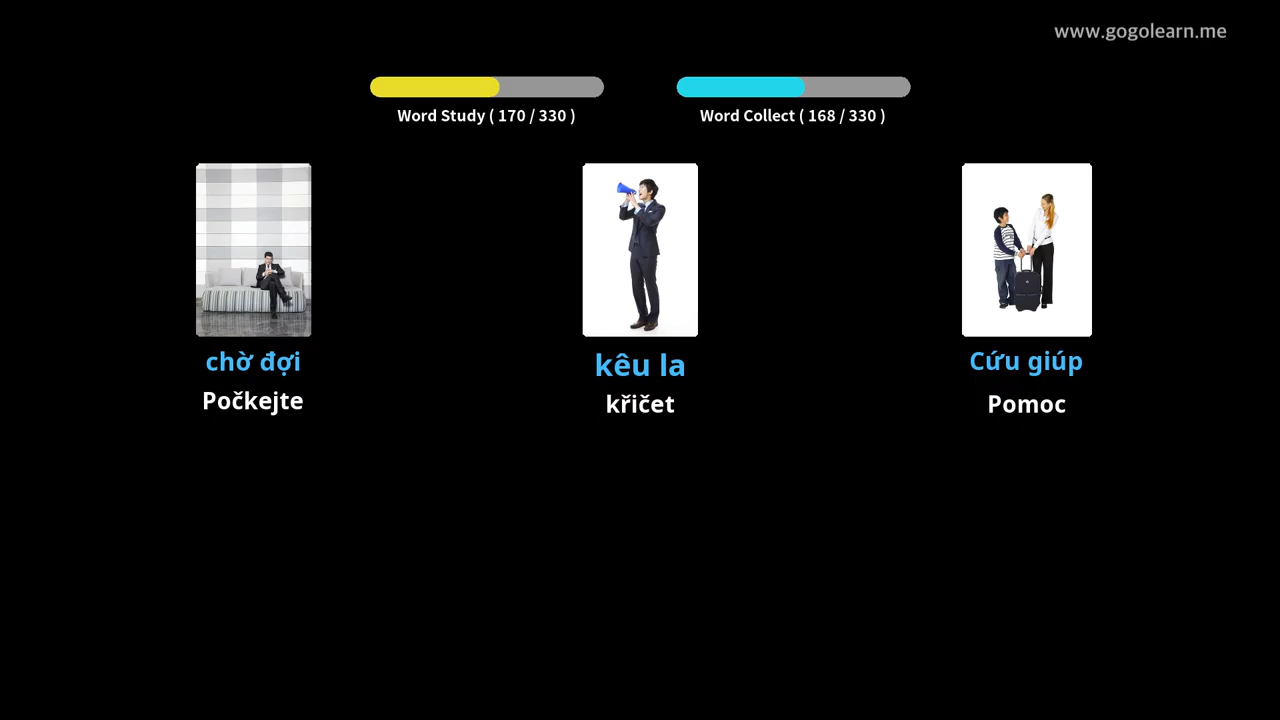 www.gogolearn.me
Word Study ( 170 / 330 )
Word Collect ( 168 / 330 )
chờ đợi
kêu la
Cứu giúp
Počkejte
křičet
Pomoc